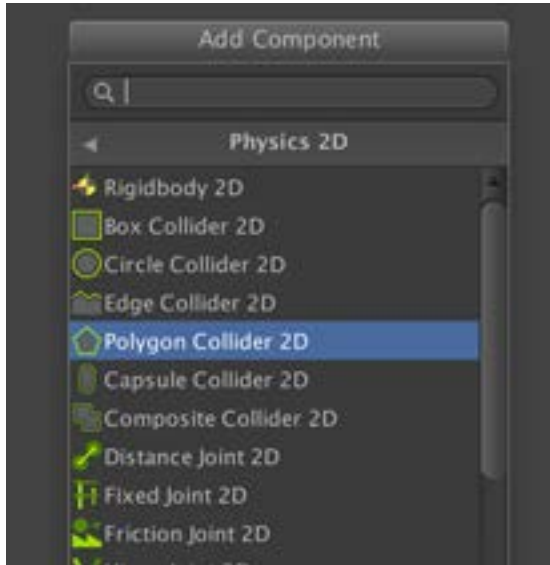 Add Component
Physics 2D
Rigidbody 2D
Box Collider 2D
Circle Collider 2D
Edge Collider 2D
Polygon Collider 2D
Capsule Collider 2D
Composite Collider 2D
Distance Joint 2D
Fixed Joint 2D
Friction Joint 2D